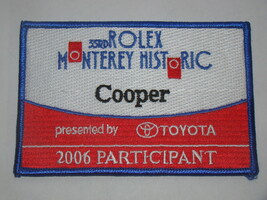 33RD ROLEX
MONTEREY HISTORIC
Cooper
presented by TOYOTA
2006 PARTICIPANT